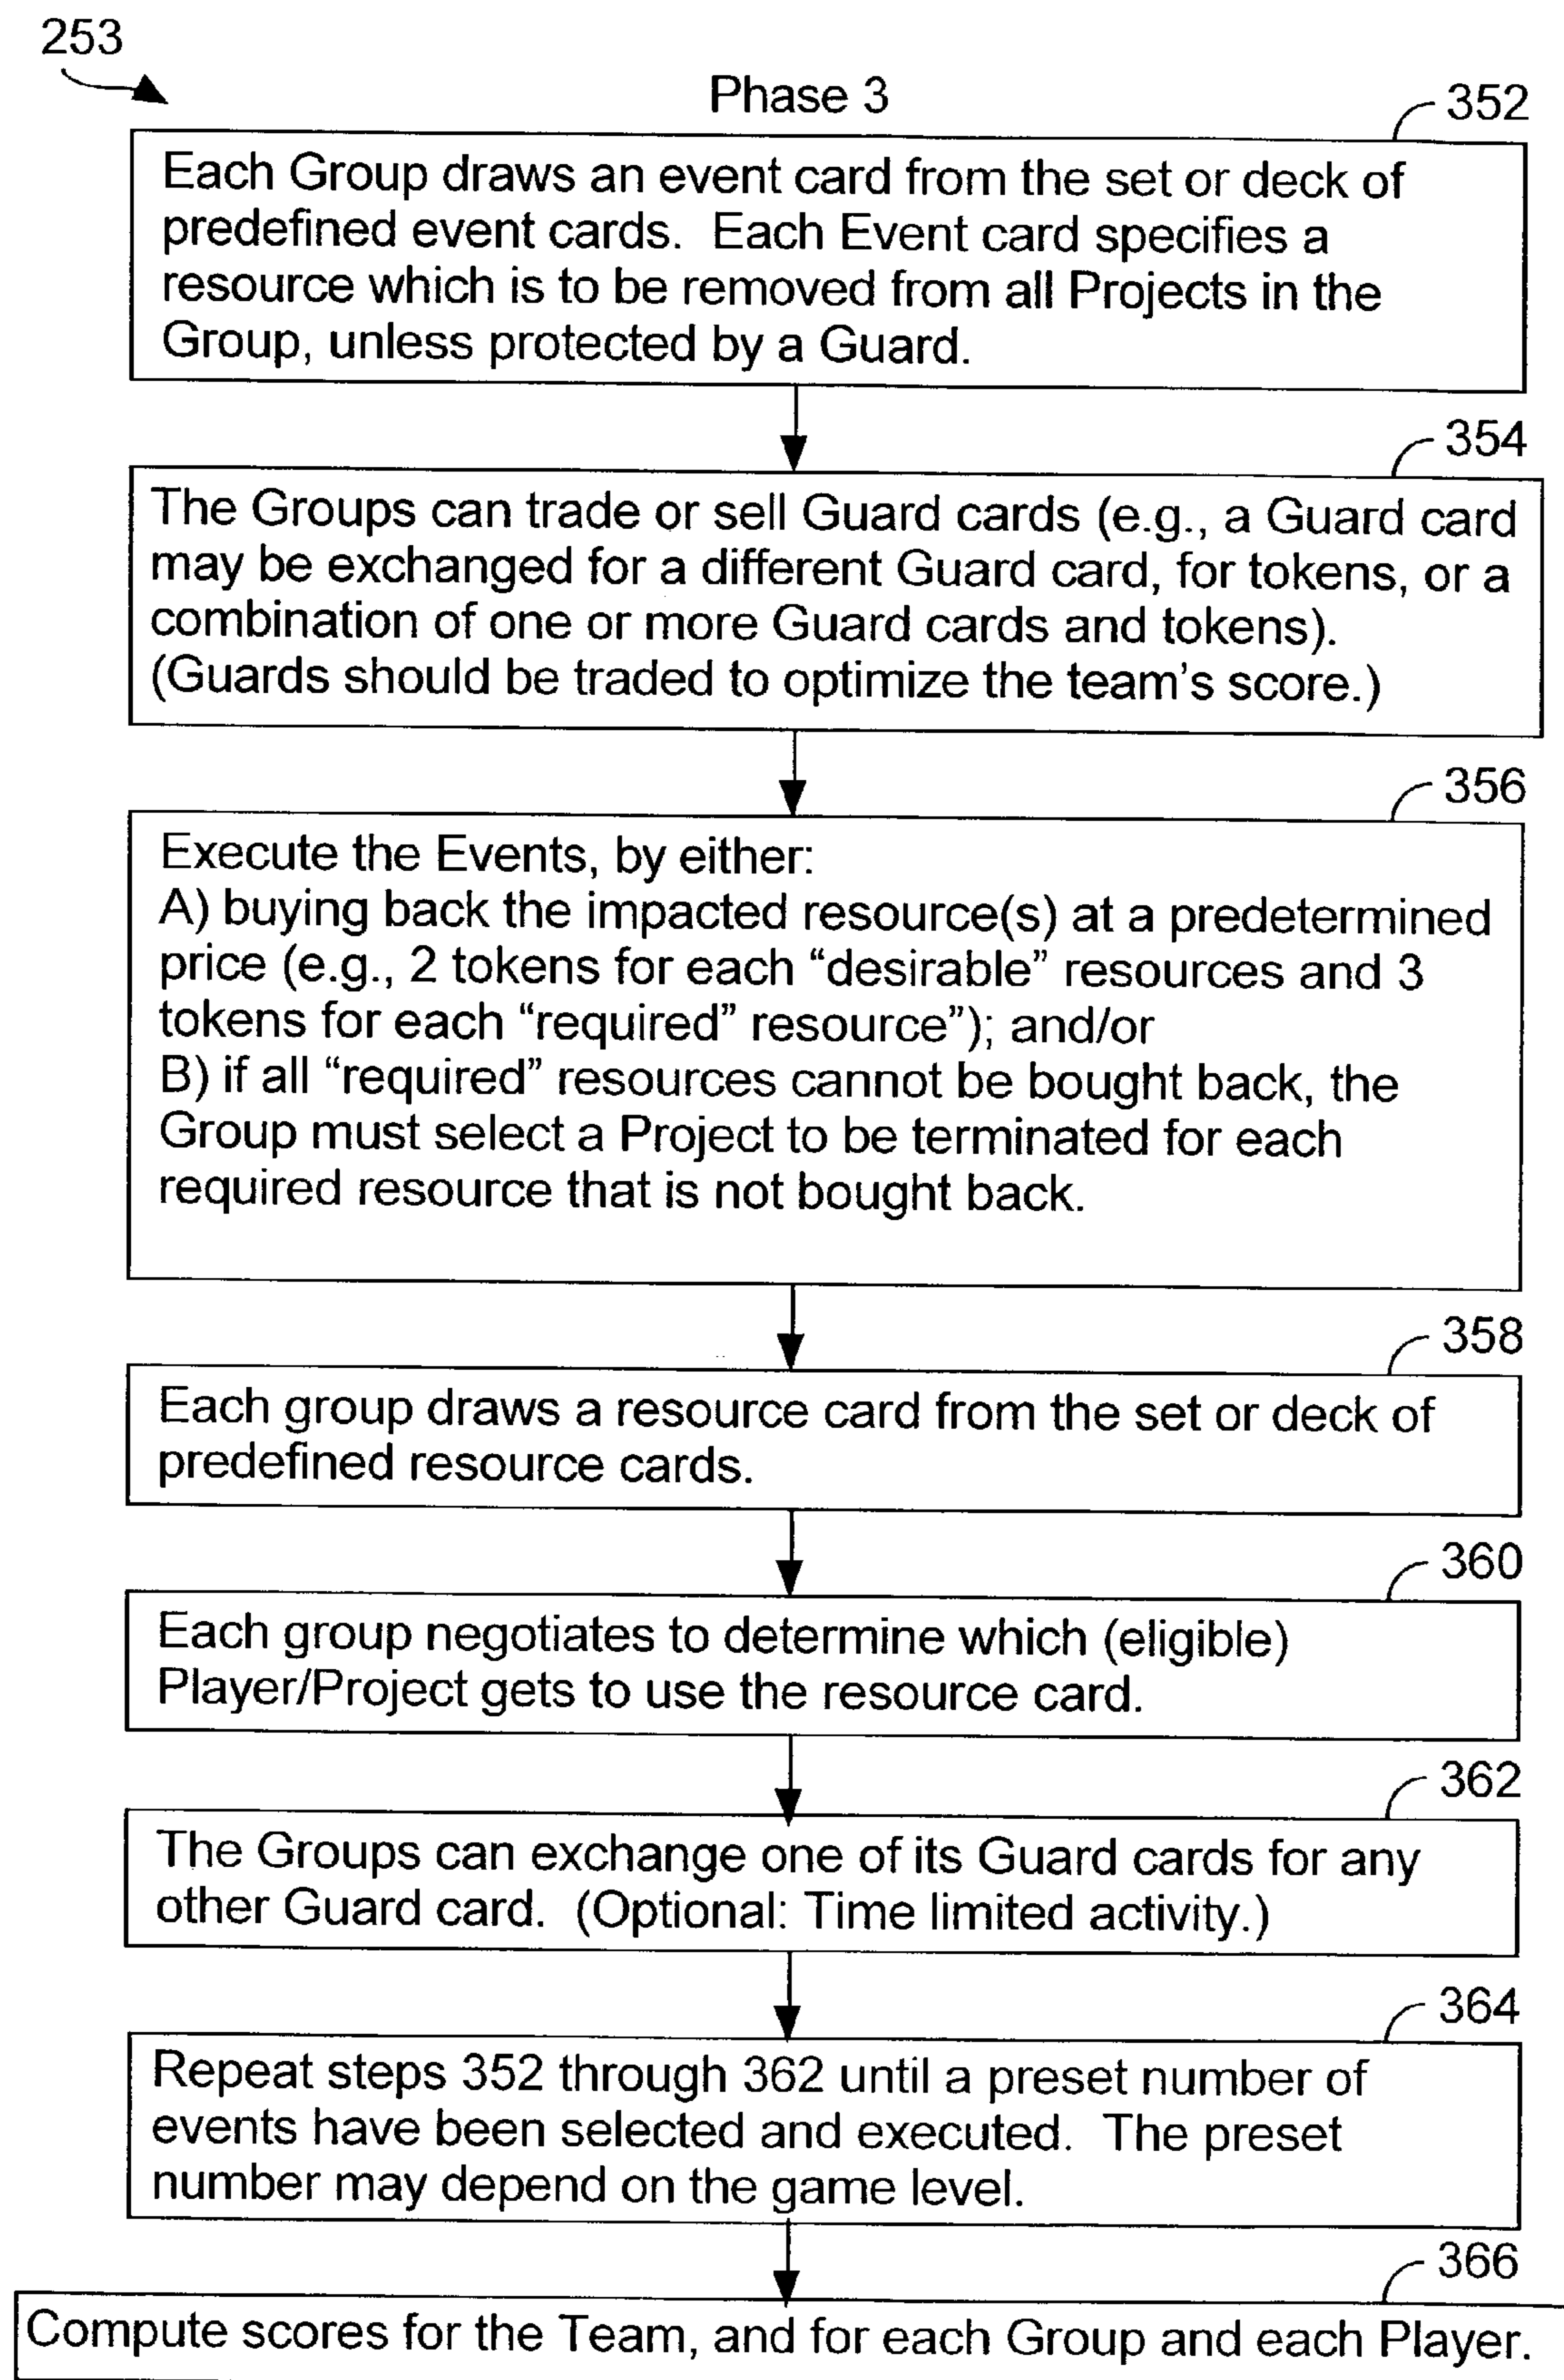 253
Phase 3
352
Each Group draws an event card from the set or deck of
predefined event cards. Each Event card specifies a
resource which is to be removed from all Projects in the
Group, unless protected by a Guard.
354
The Groups can trade or sell Guard cards (e.g., a Guard card
may be exchanged for a different Guard card, for tokens, or a
combination of one or more Guard cards and tokens).
(Guards should be traded to optimize the team's score.)
356
Execute the Events, by either:
A) buying back the impacted resource(s) at a predetermined
price (e.g., 2 tokens for each “desirable” resources and 3
tokens for each “required” resource”); and/or
B) if all “required” resources cannot be bought back, the
Group must select a Project to be terminated for each
required resource that is not bought back.
358
Each group draws a resource card from the set or deck of
predefined resource cards.
360
Each group negotiates to determine which (eligible)
Player/Project gets to use the resource card.
362
The Groups can exchange one of its Guard cards for any
other Guard card. (Optional: Time limited activity.)
364
Repeat steps 352 through 362 until a preset number of
events have been selected and executed. The preset
number may depend on the game level.
366
Compute scores for the Team, and for each Group and each Player.